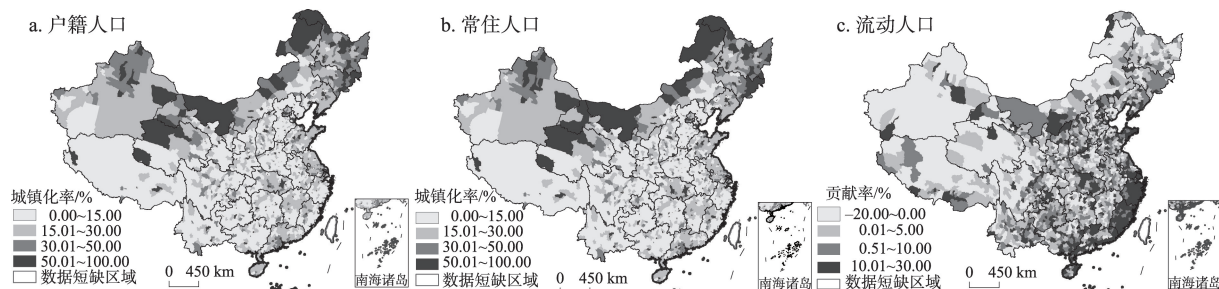 a. 户籍人口
城镇化率/%
0.00~15.00
15.01~30.00
30.01~50.00
50.01~100.00
数据短缺区域
0 450 km
南海诸岛
b. 常住人口
城镇化率/%
0.00~15.00
15.01~30.00
30.01~50.00
50.01~100.00
数据短缺区域
0 450 km
南海诸岛
c. 流动人口
贡献率/%
−20.00~0.00
0.01~5.00
0.51~10.00
10.01~30.00
数据短缺区域
0 450 km
南海诸岛